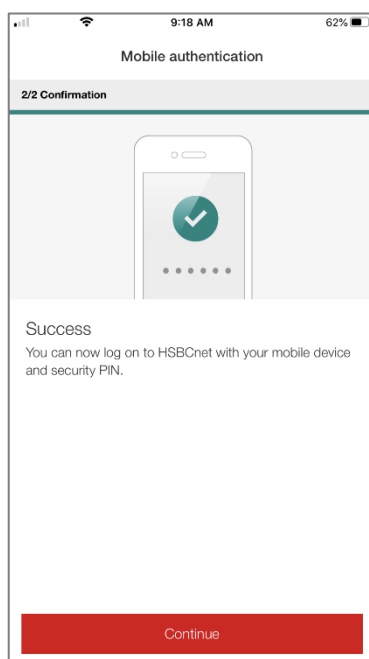 9:18 AM
62%
Mobile authentication
2/2 Confirmation
Success
You can now log on to HSBCnet with your mobile device
and security PIN.
Continue